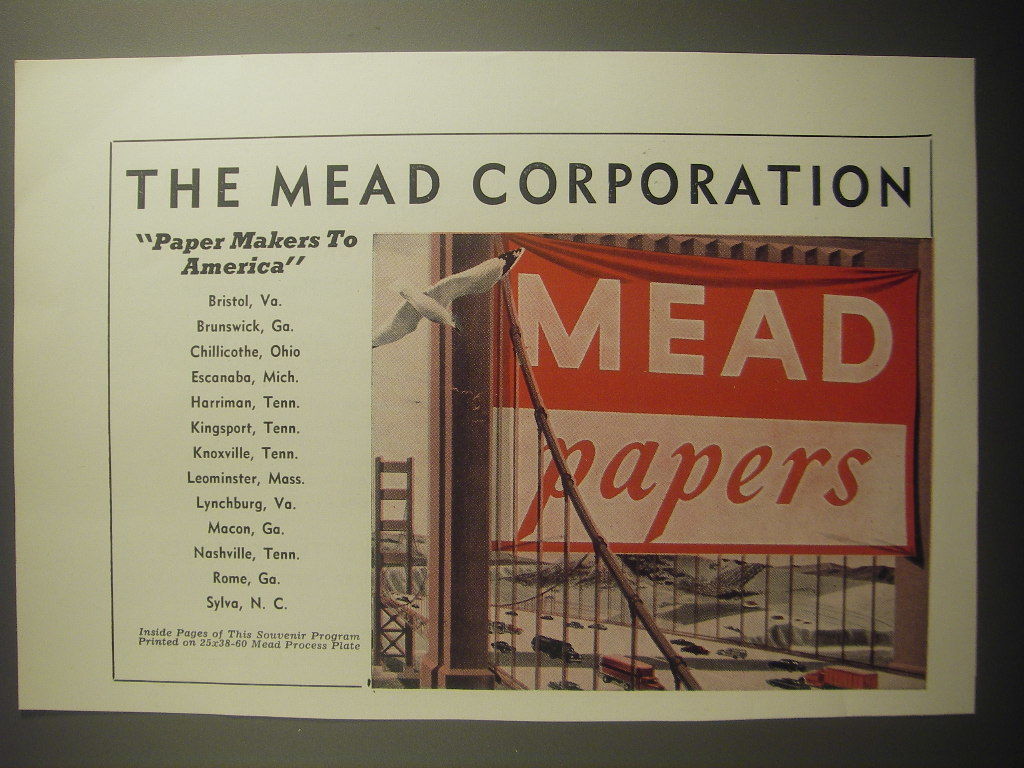 THE MEAD CORPORATION
"Paper Makers To
America"
Bristol, Va.
Brunswick, Ga.
Chillicothe, Ohio
Escanaba, Mich.
Harriman, Tenn.
Kingsport, Tenn.
Knoxville, Tenn.
Leominster, Mass.
Lynchburg, Va.
Macon, Ga.
Nashville, Tenn.
Rome, Ga.
Sylva, N. C.
Inside Pages of This Souvenir Program
Printed on 25x38-60 Mead Process Plate
MEAD
papers